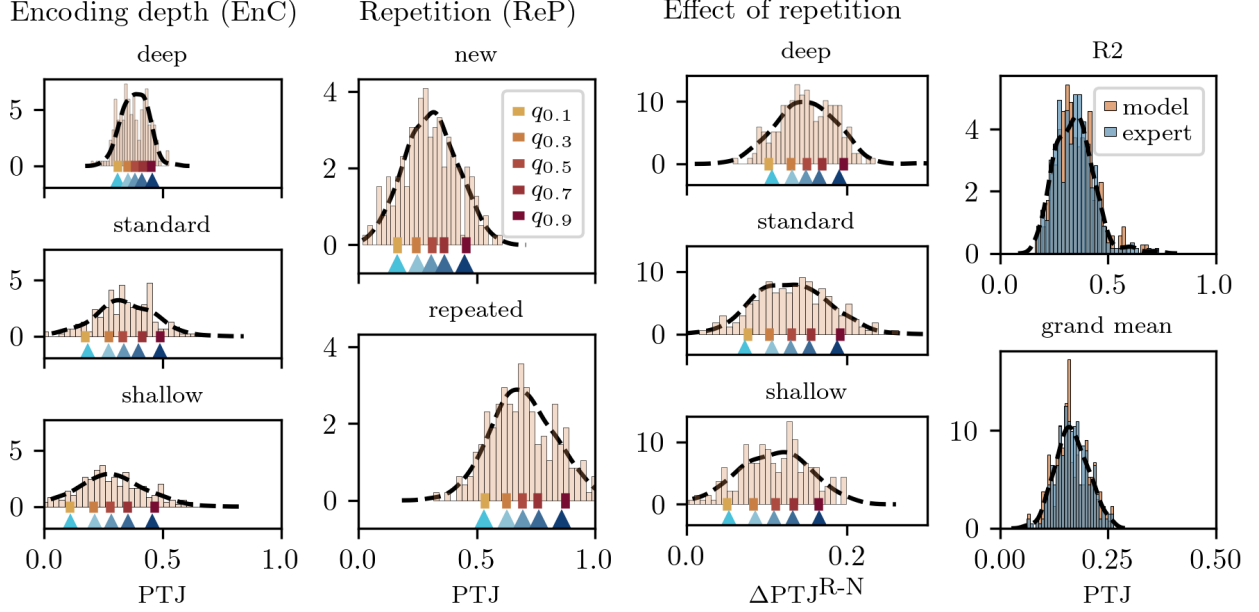 Encoding depth (EnC)
deep
5
0
standard
5
0
shallow
5
0
0.0
0.5
1.0
PTJ
Repetition (ReP)
new
4
2
0
q0.1
q0.3
q0.5
q0.7
q0.9
repeated
4
2
0
0.0
0.5
1.0
PTJ
Effect of repetition
deep
10
0
standard
10
0
shallow
10
0
0.0
0.2
ΔPTJR-N
R2
model
expert
4
2
0
0.0
0.5
1.0
grand mean
10
0
0.00
0.25
0.50
PTJ